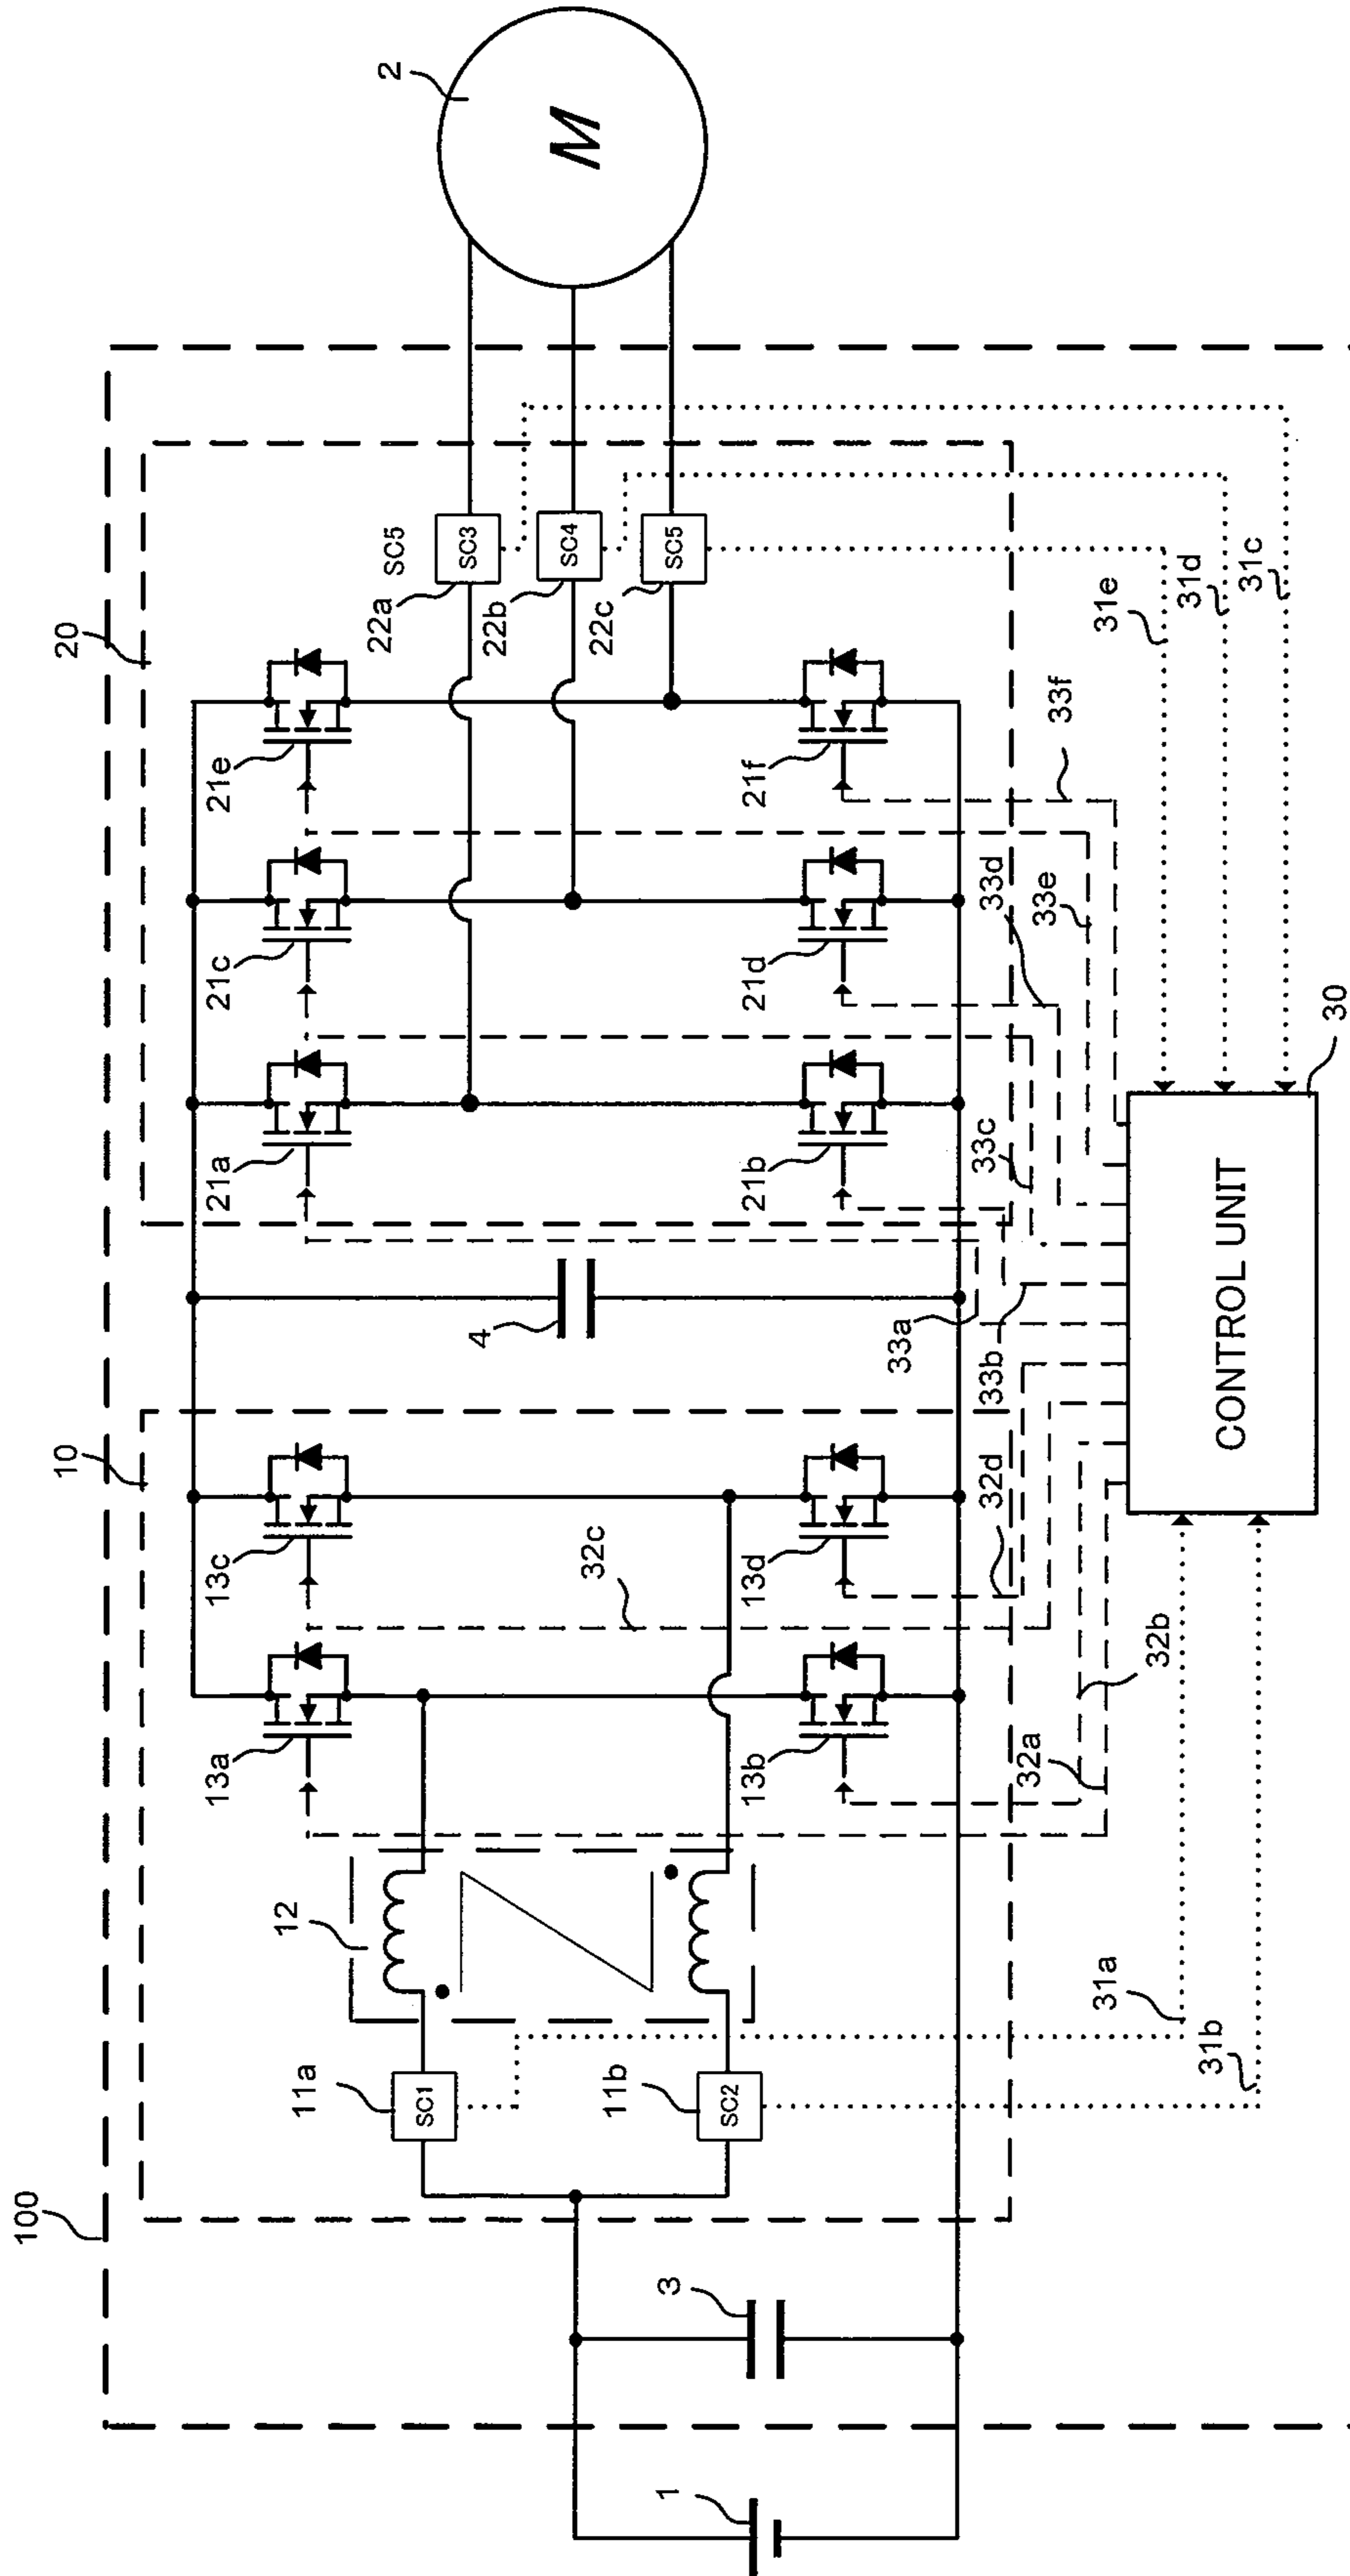 100
10
20
2
M
12
11a
SC1
11b
SC2
13a
13c
13b
13d
32c
32d
4
21a
21c
21e
21b
21d
21f
SC5
SC3
22a
SC4
22b
SC5
22c
3
1
31a
31b
32a
32b
33a
33b
33c
33d
33e
33f
31e
31d
31c
30
CONTROL UNIT